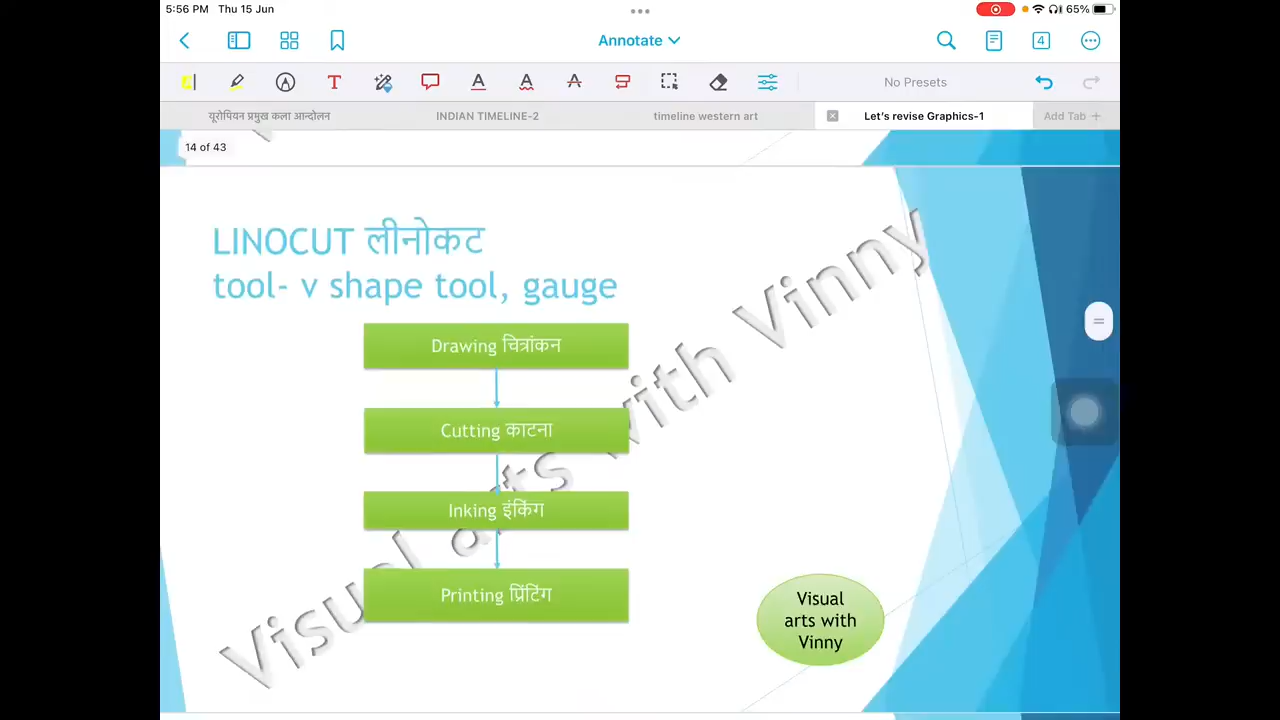 5:56 PM Thu 15 Jun
65%
Annotate
4
No Presets
यूरोपियन प्रमुख कला आन्दोलन
INDIAN TIMELINE-2
timeline western art
Let's revise Graphics-1
Add Tab +
14 of 43
LINOCUT लीनोकट
tool- v shape tool, gauge
Drawing चित्रांकन
Cutting काटना
Inking इंकिंग
Printing प्रिंटिंग
Visual arts with Vinny
Visual
arts with
Vinny